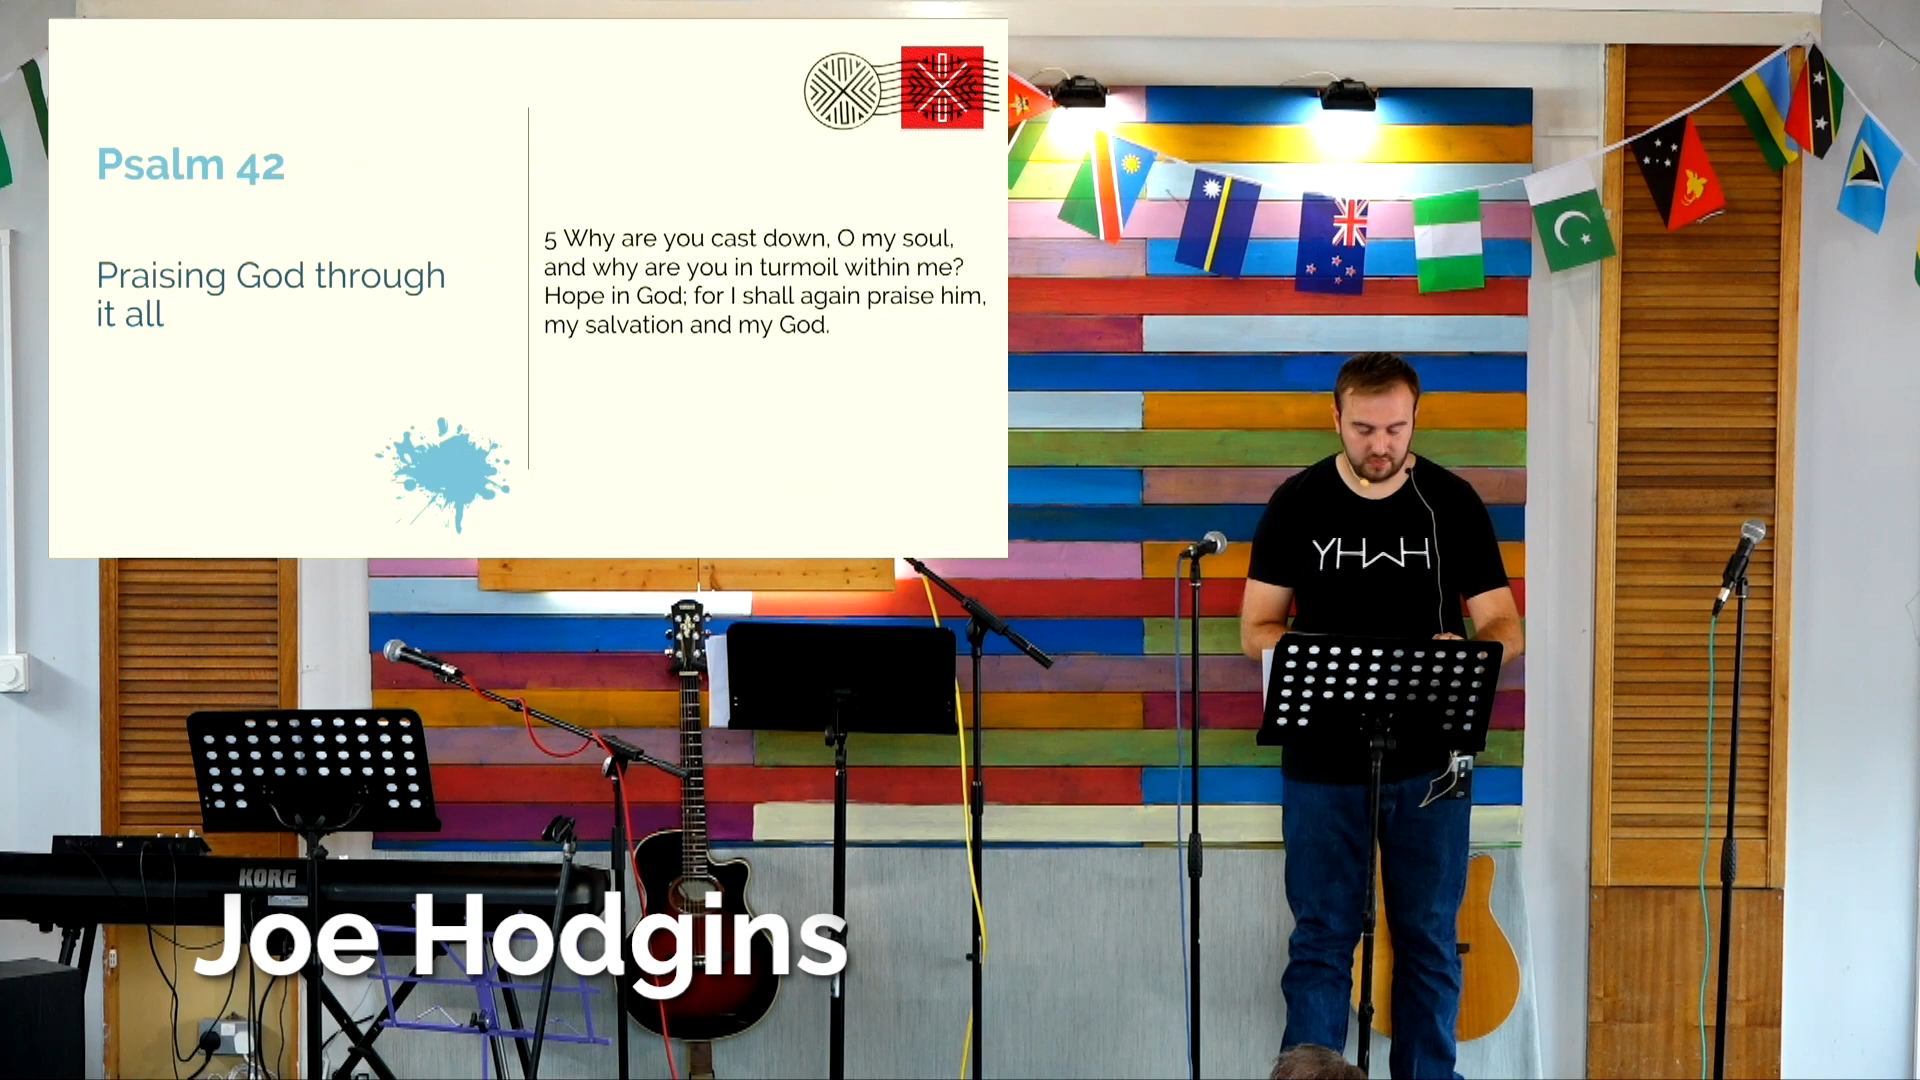 Psalm 42
Praising God through
it all
5 Why are you cast down, O my soul,
and why are you in turmoil within me?
Hope in God; for I shall again praise him,
my salvation and my God.
YHWH
KORG
Joe Hodgins